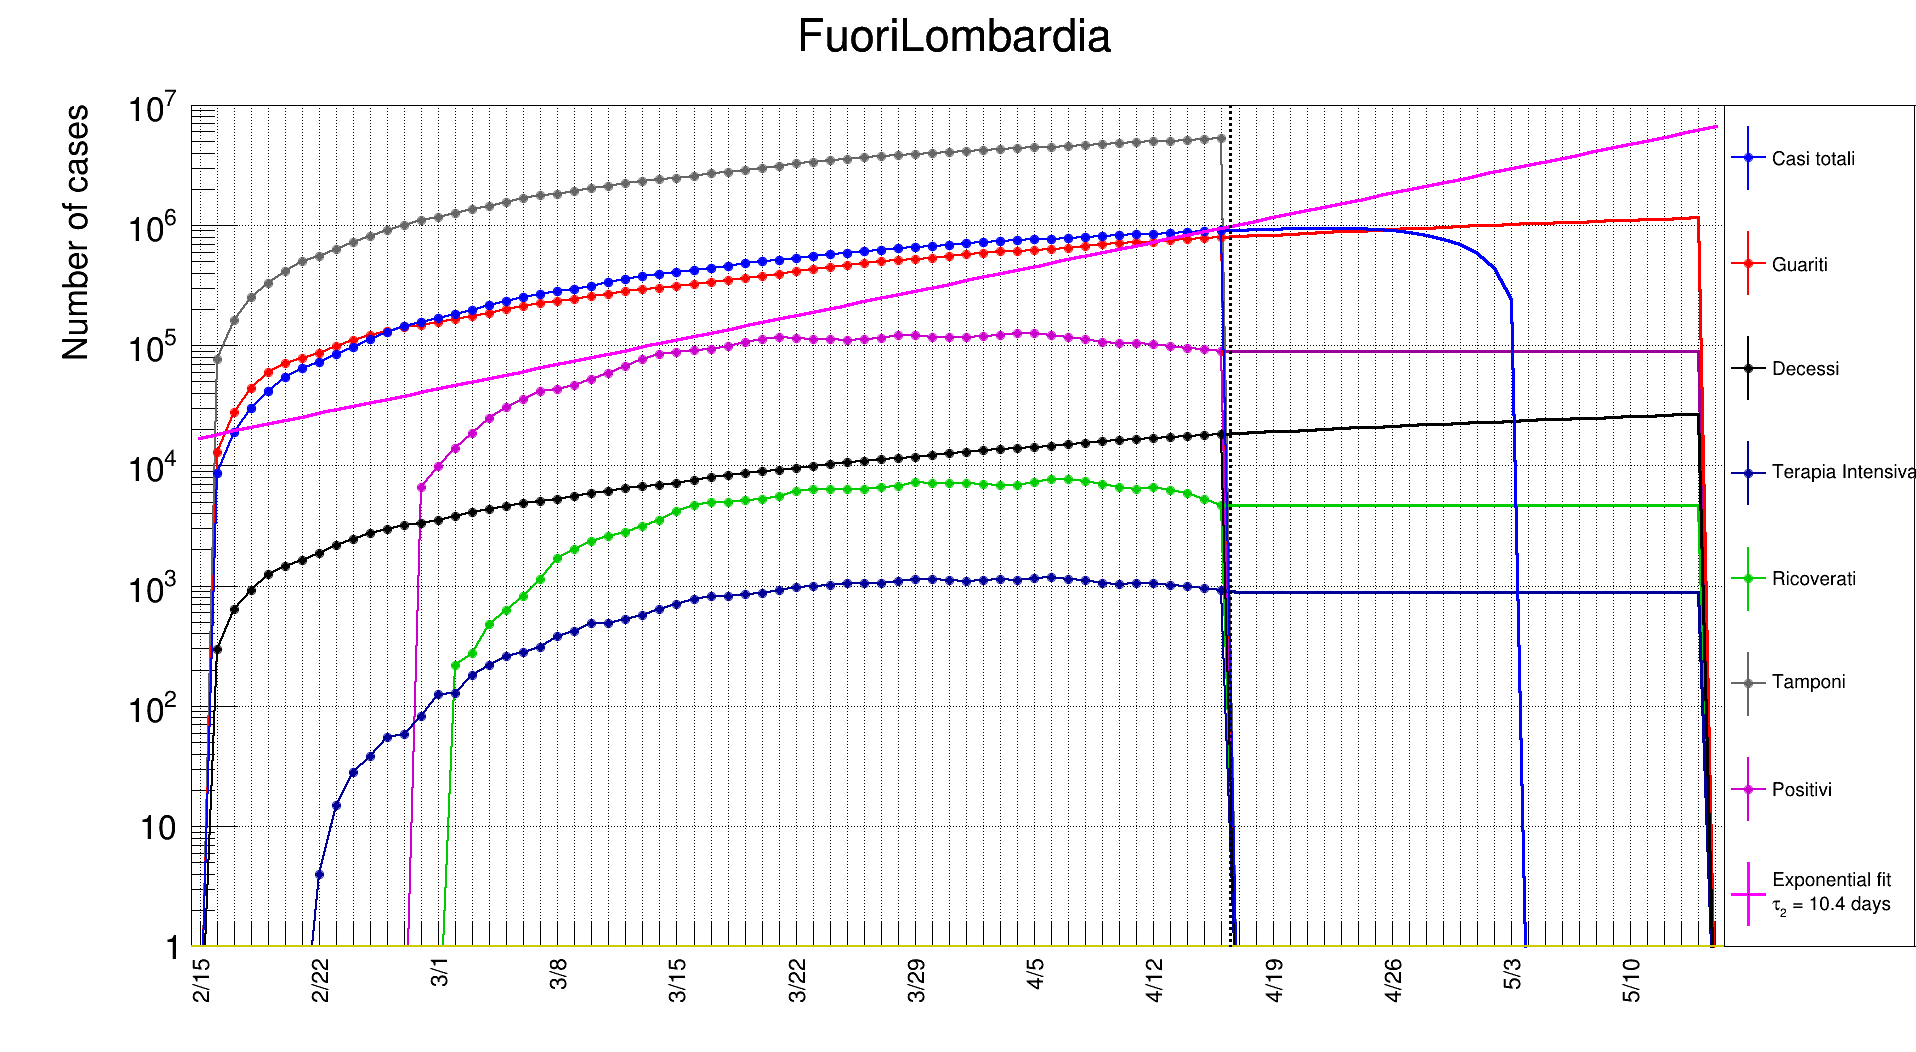 FuoriLombardia
Number of cases
10^7
10^6
10^5
10^4
10^3
10^2
10
1
2/15
2/22
3/1
3/8
3/15
3/22
3/29
4/5
4/12
4/19
4/26
5/3
5/10
Casi totali
Guariti
Decessi
Terapia Intensiva
Ricoverati
Tamponi
Positivi
Exponential fit
τ₂ = 10.4 days